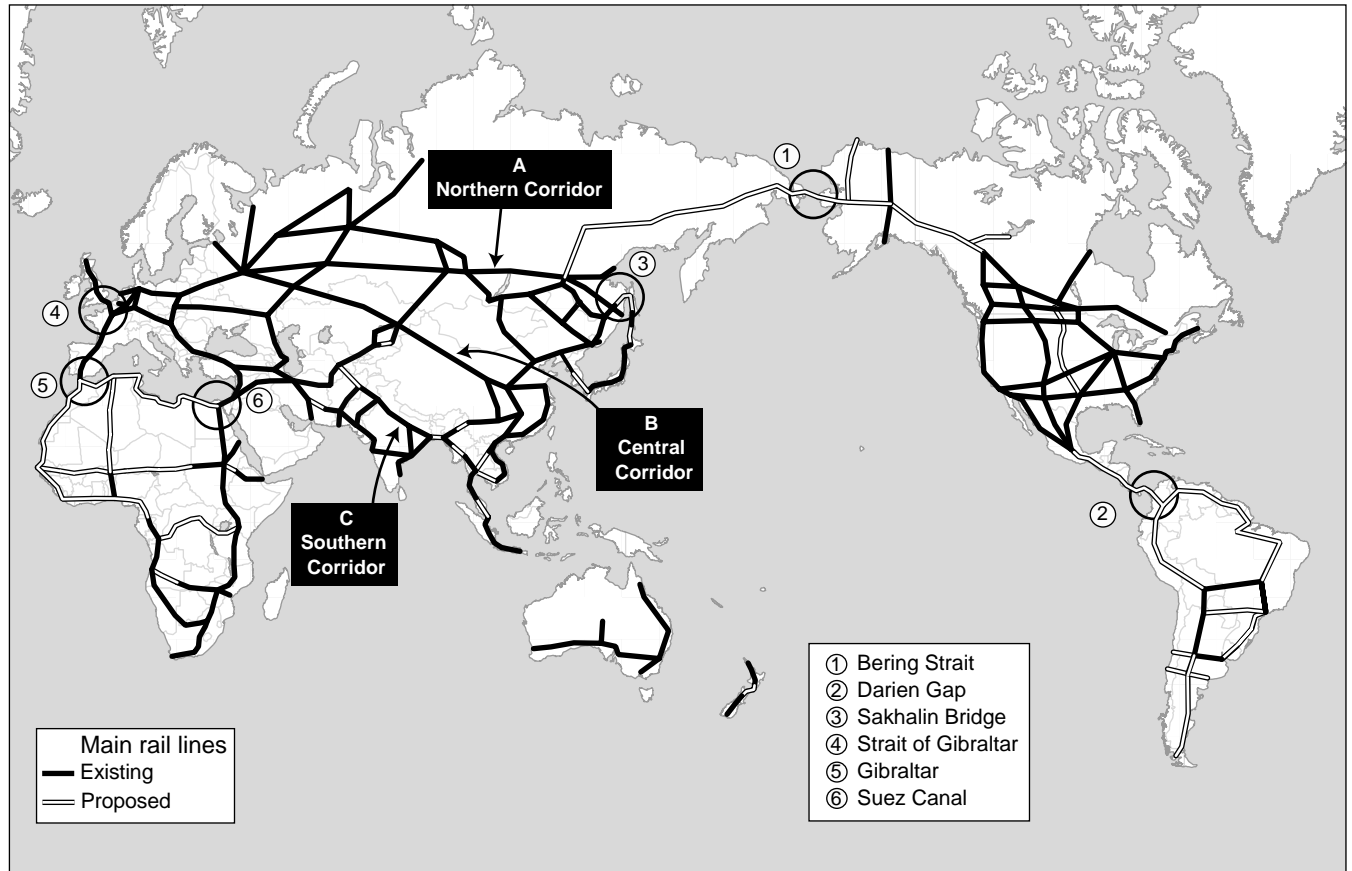 A
Northern Corridor
1
3
4
5
6
B
Central
Corridor
C
Southern
Corridor
2
① Bering Strait
② Darien Gap
③ Sakhalin Bridge
④ Strait of Gibraltar
⑤ Gibraltar
⑥ Suez Canal
Main rail lines
Existing
Proposed